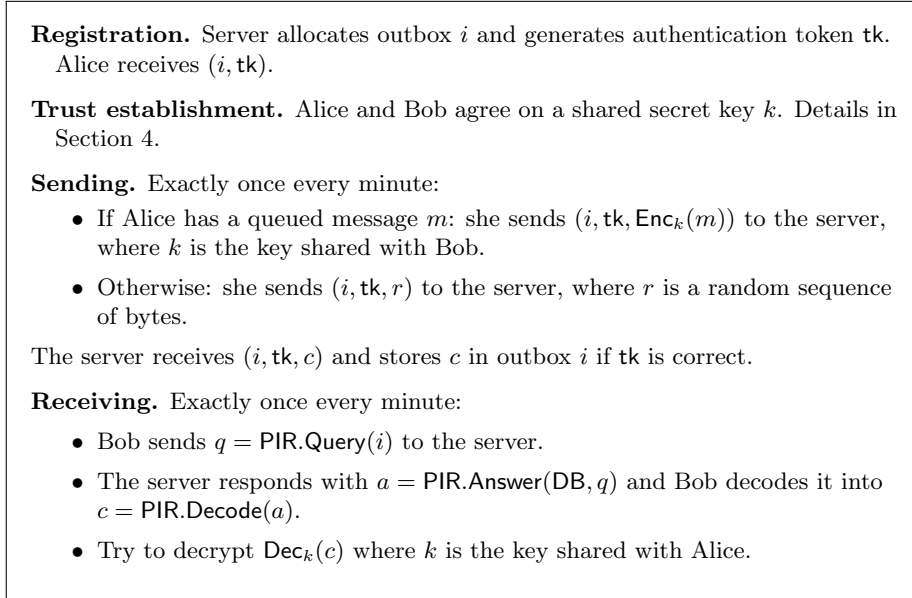 Registration. Server allocates outbox i and generates authentication token tk.
Alice receives (i, tk).
Trust establishment. Alice and Bob agree on a shared secret key k. Details in
Section 4.
Sending. Exactly once every minute:
• If Alice has a queued message m: she sends (i, tk, Enc_k(m)) to the server,
where k is the key shared with Bob.
• Otherwise: she sends (i, tk, r) to the server, where r is a random sequence
of bytes.
The server receives (i, tk, c) and stores c in outbox i if tk is correct.
Receiving. Exactly once every minute:
• Bob sends q = PIR.Query(i) to the server.
• The server responds with a = PIR.Answer(DB, q) and Bob decodes it into
c = PIR.Decode(a).
• Try to decrypt Dec_k(c) where k is the key shared with Alice.